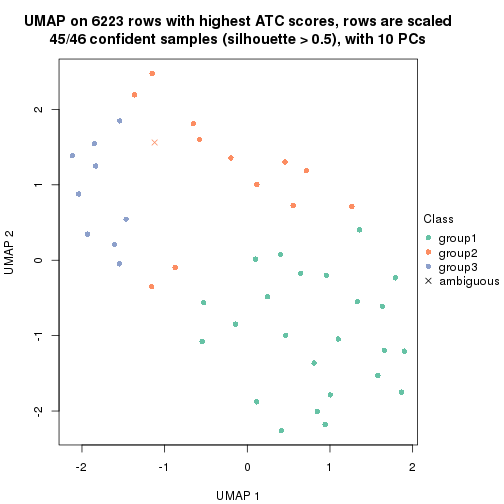 UMAP on 6223 rows with highest ATC scores, rows are scaled
45/46 confident samples (silhouette > 0.5), with 10 PCs
2
1
0
-1
-2
UMAP 2
-2
-1
0
1
2
UMAP 1
Class
group1
group2
group3
ambiguous